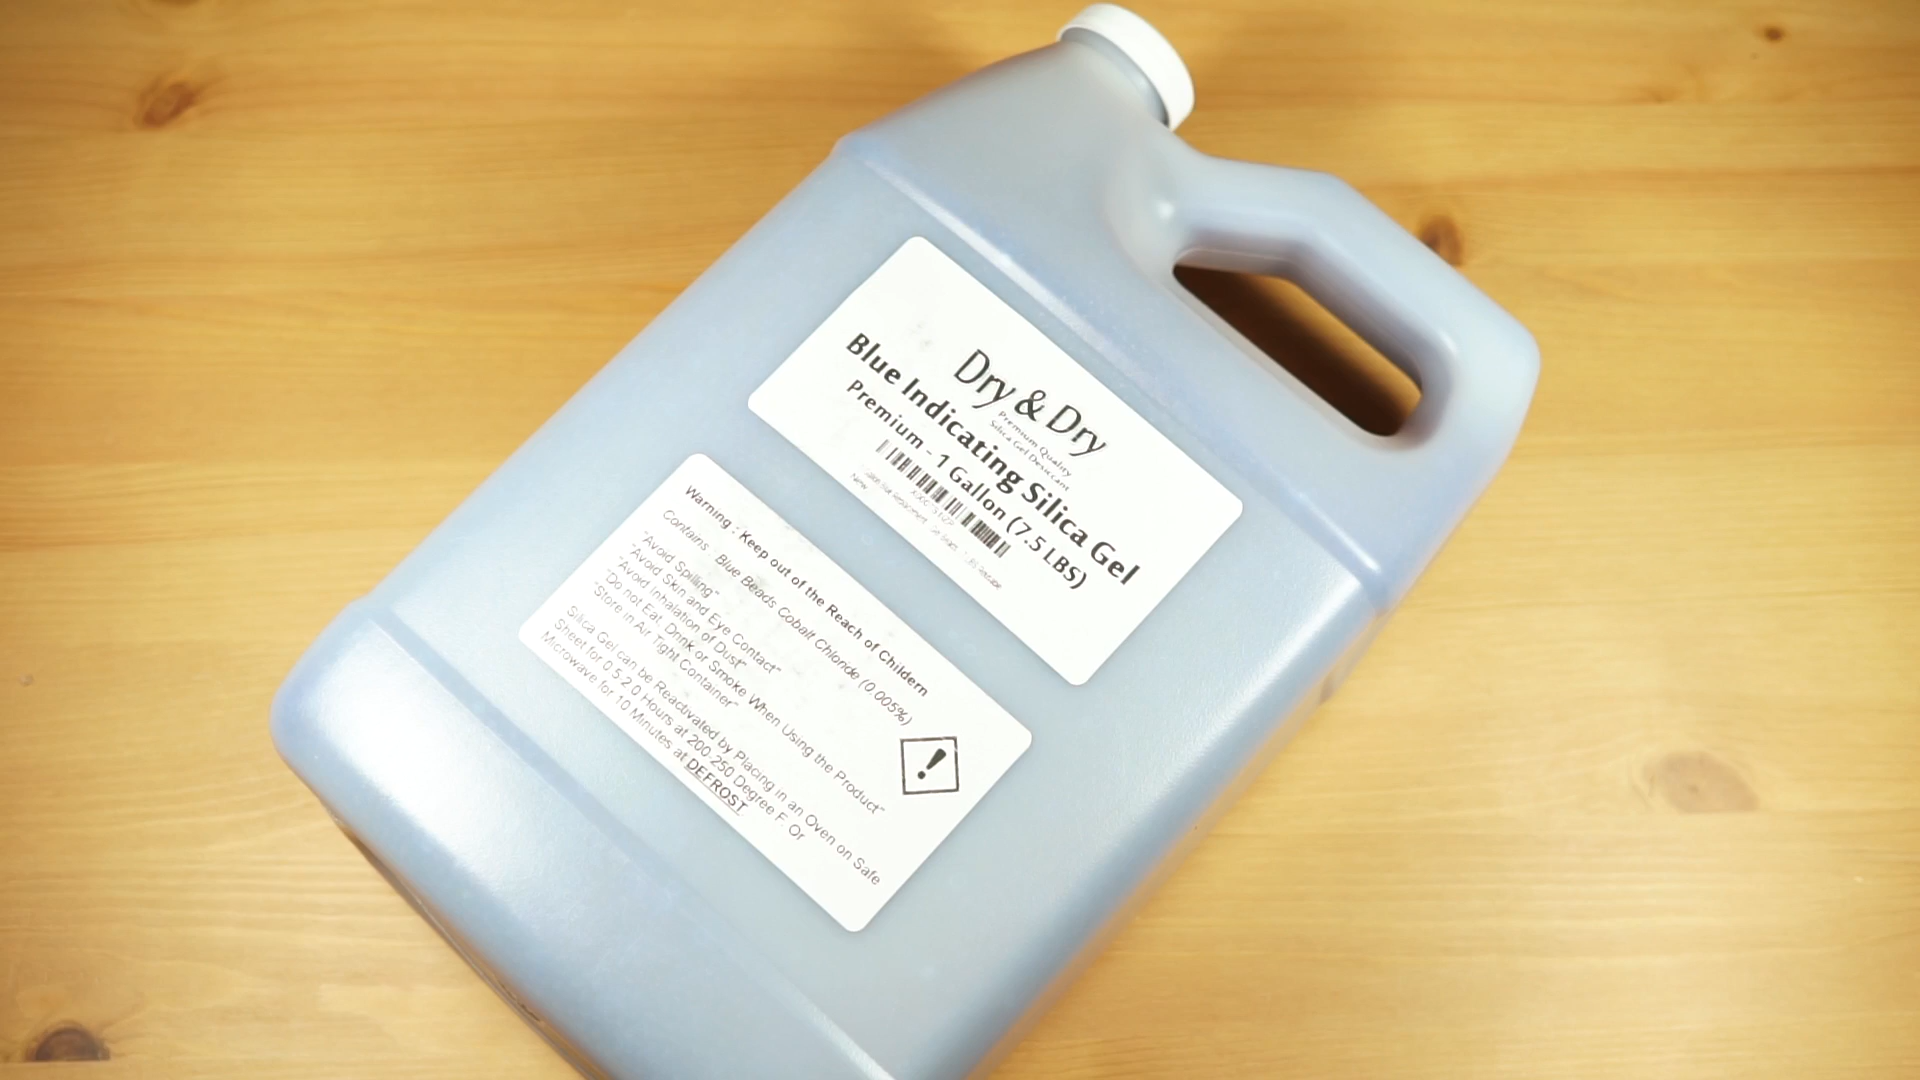 Dry & Dry
Premium Quality
Silica Gel Desiccant
Blue Indicating Silica Gel
Premium - 1 Gallon (7.5 LBS)
New
Warning : Keep out of the Reach of Childern
Contains : Blue Beads Cobalt Chloride (0.005%)
"Avoid Spilling"
"Avoid Skin and Eye Contact"
"Avoid Inhalation of Dust"
"Do not Eat, Drink or Smoke When Using the Product"
"Store in Air Tight Container"
Silica Gel can be Reactivated by Placing in an Oven on Safe
Sheet for 0.5-2.0 Hours at 200-250 Degree F. Or
Microwave for 10 Minutes at DEFROST.